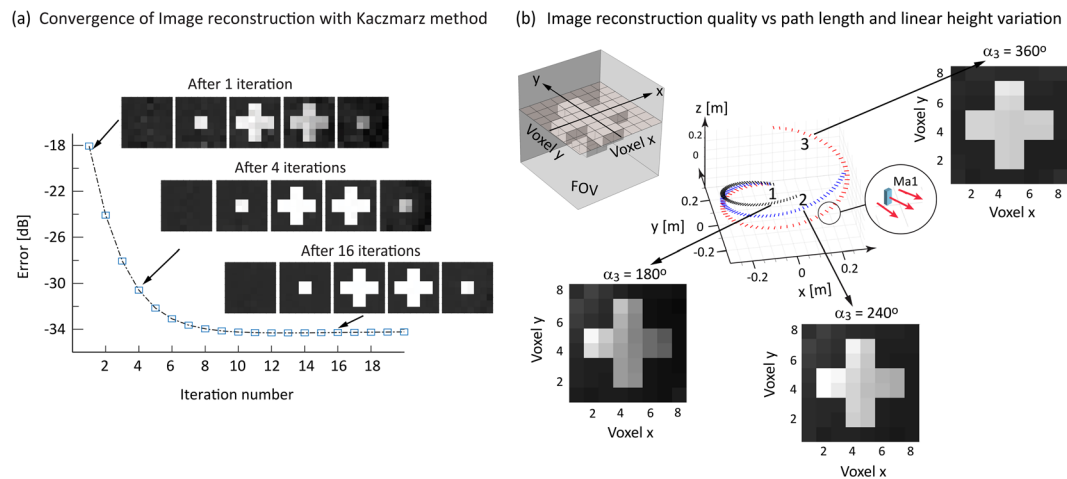 (a) Convergence of Image reconstruction with Kaczmarz method
After 1 iteration
After 4 iterations
After 16 iterations
-18
-22
-26
-30
-34
Error [dB]
2 4 6 8 10 12 14 16 18
Iteration number
(b) Image reconstruction quality vs path length and linear height variation
y
x
Voxel y
Voxel x
FOV
z [m]
0.2
0
0.2
0
-0.2
y [m]
-0.2 0 0.2
x [m]
1
2
3
Ma1
α3 = 360º
8
6
4
2
Voxel y
2 4 6 8
Voxel x
α3 = 180º
8
6
4
2
Voxel y
2 4 6 8
Voxel x
α3 = 240º
8
6
4
2
Voxel y
2 4 6 8
Voxel x